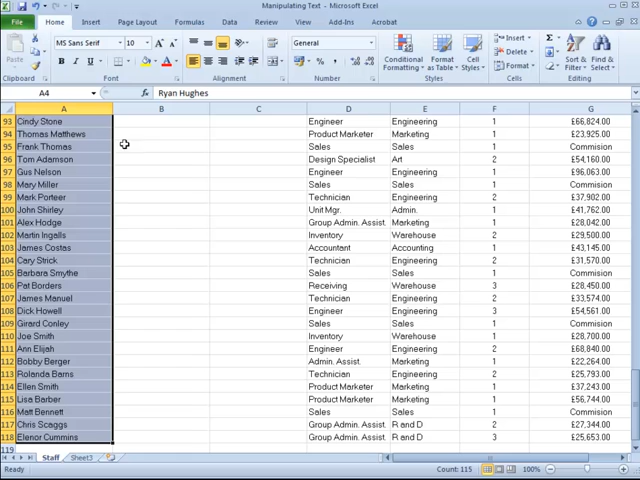 Manipulating Text - Microsoft Excel
File Home Insert Page Layout Formulas Data Review View Add-Ins Acrobat
MS Sans Serif 10 A A General Insert Σ
Paste B I U Conditional Format Cell Delete Sort & Find &
Formatting as Table Styles Format Filter Select
Clipboard Font Alignment Number Styles Cells Editing
A4 fx Ryan Hughes
A B C D E F G
93 Cindy Stone Engineer Engineering 1 £66,824.00
94 Thomas Matthews Product Marketer Marketing 1 £23,925.00
95 Frank Thomas Sales Sales 1 Commision
96 Tom Adamson Design Specialist Art 2 £54,160.00
97 Gus Nelson Engineer Engineering 1 £96,063.00
98 Mary Miller Sales Sales 1 Commision
99 Mark Porteer Technician Engineering 2 £37,902.00
100 John Shirley Unit Mgr. Admin. 1 £41,762.00
101 Alex Hodge Group Admin. Assist. Marketing 1 £28,042.00
102 Martin Ingalls Inventory Warehouse 2 £29,500.00
103 James Costas Accountant Accounting 1 £43,145.00
104 Cary Strick Technician Engineering 2 £31,570.00
105 Barbara Smythe Sales Sales 1 Commision
106 Pat Borders Receiving Warehouse 3 £28,450.00
107 James Manuel Technician Engineering 2 £33,574.00
108 Dick Howell Engineer Engineering 3 £54,561.00
109 Girard Conley Sales Sales 1 Commision
110 Joe Smith Inventory Warehouse 1 £28,700.00
111 Ann Elijah Engineer Engineering 2 £68,840.00
112 Bobby Berger Admin. Assist. Marketing 1 £22,264.00
113 Rolanda Barns Technician Engineering 2 £25,793.00
114 Ellen Smith Product Marketer Marketing 1 £37,243.00
115 Lisa Barber Product Marketer Marketing 1 £56,744.00
116 Matt Bennett Sales Sales 1 Commision
117 Chris Scaggs Group Admin. Assist. R and D 2 £27,344.00
118 Elenor Cummins Group Admin. Assist. R and D 3 £25,653.00
119
Staff Sheet3
Ready Count: 115 100%